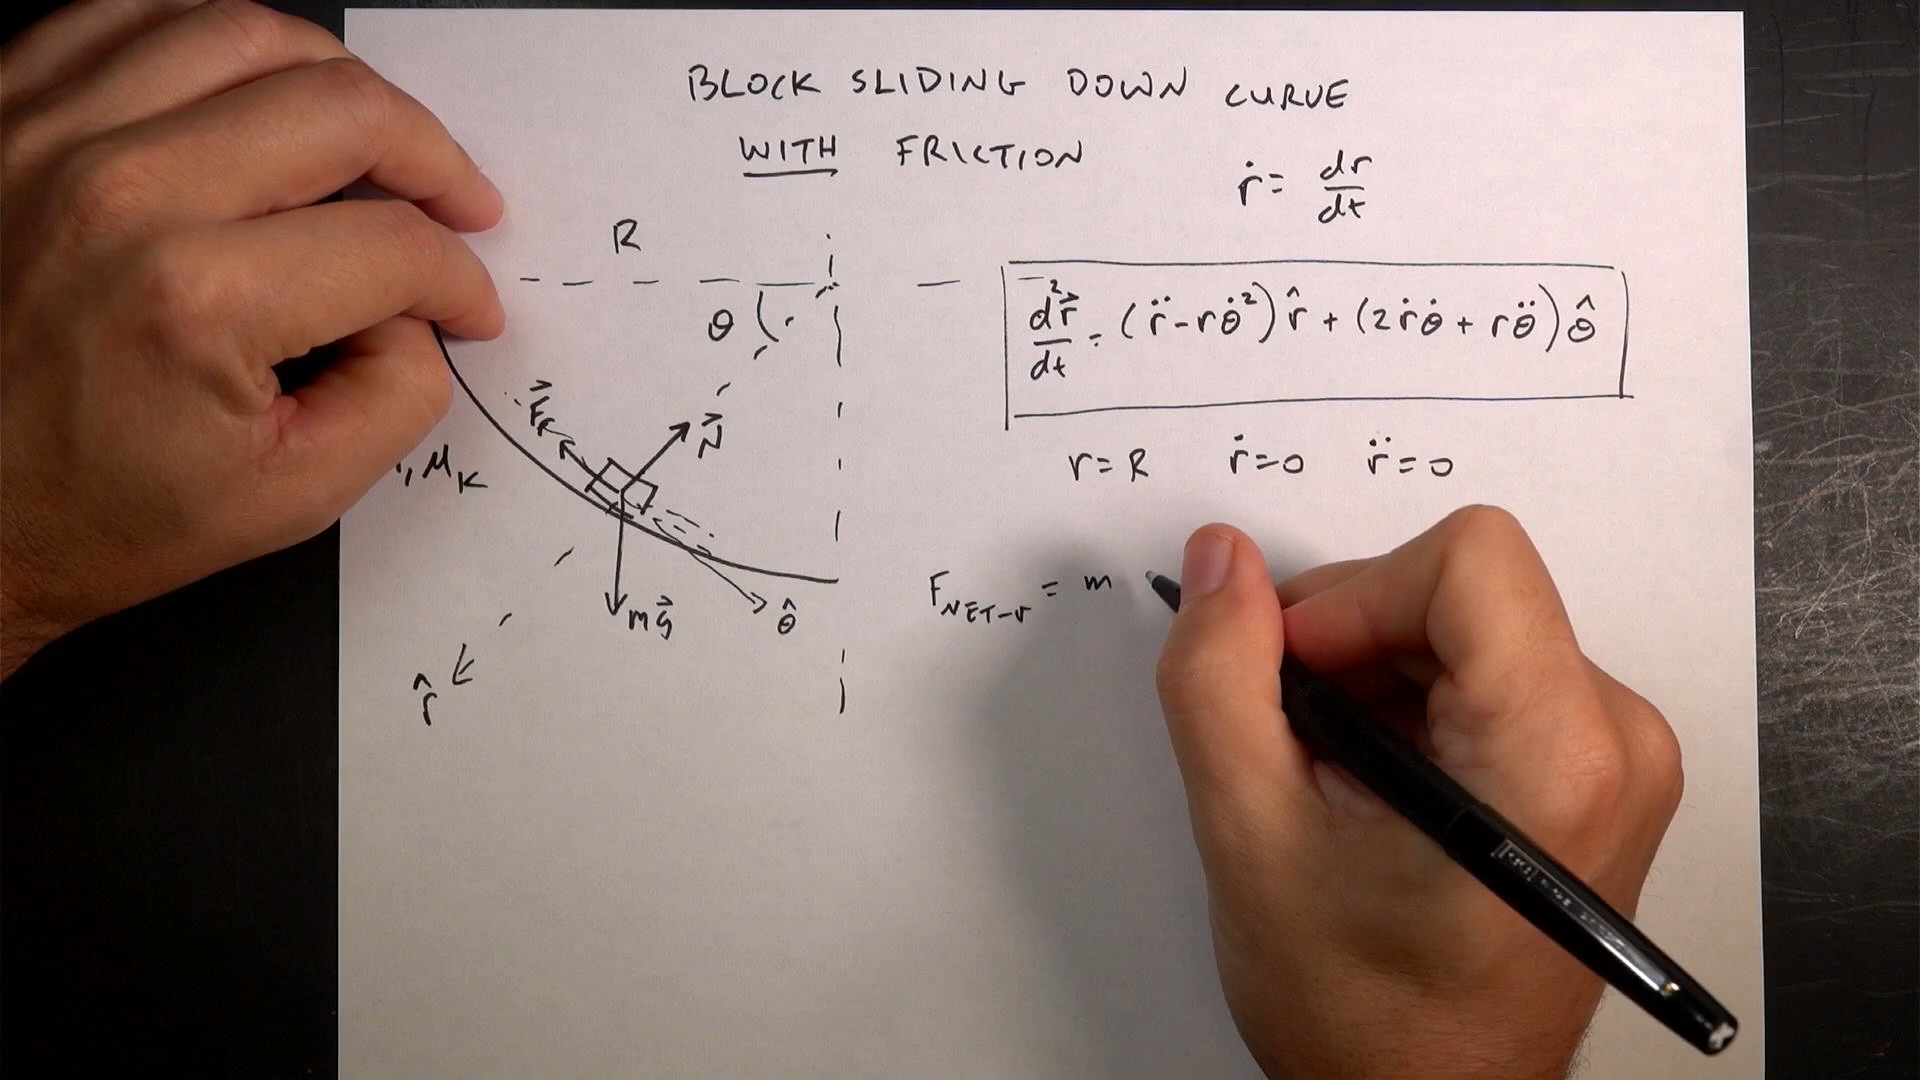 BLOCK SLIDING DOWN CURVE
WITH FRICTION
ṙ = dr/dt
R
θ
d²r⃗/dt = (r̈ - rθ̇²) r̂ + (2ṙθ̇ + rθ̈) θ̂
F⃗K
N⃗
, μK
r = R ṙ = 0 r̈ = 0
F NET-r = m
mg⃗
θ̂
r̂